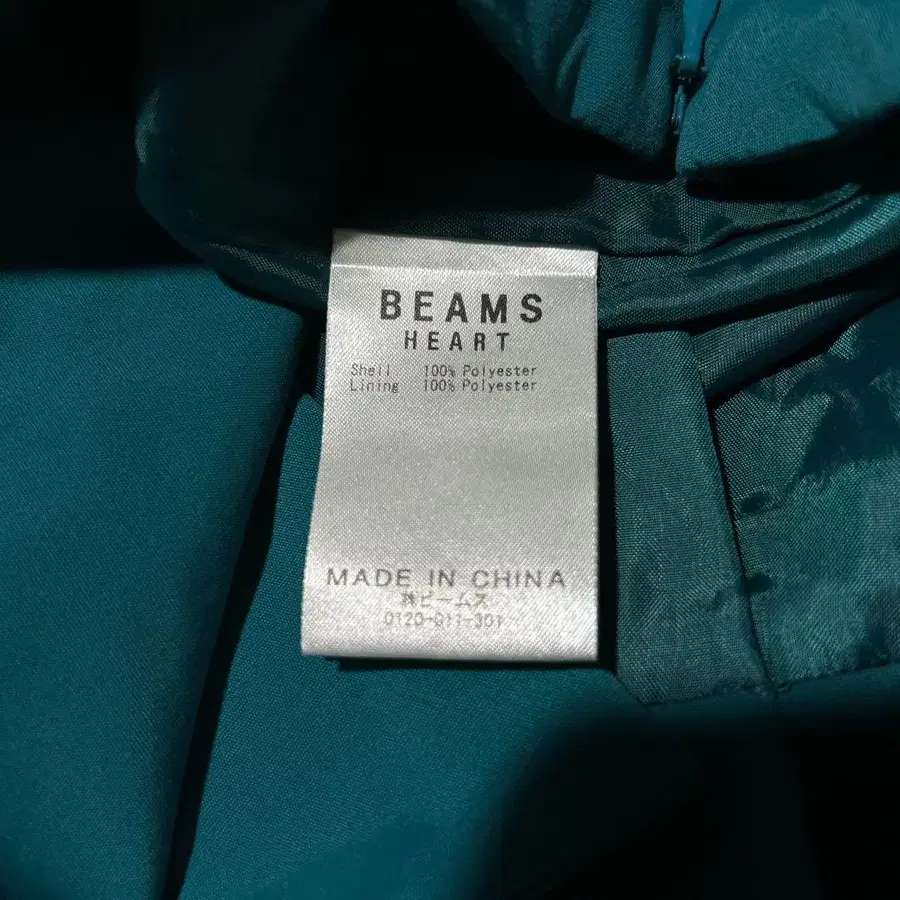 BEAMS
HEART
Shell 100% Polyester
Lining 100% Polyester
MADE IN CHINA
㈱ビームス
0120-011-301